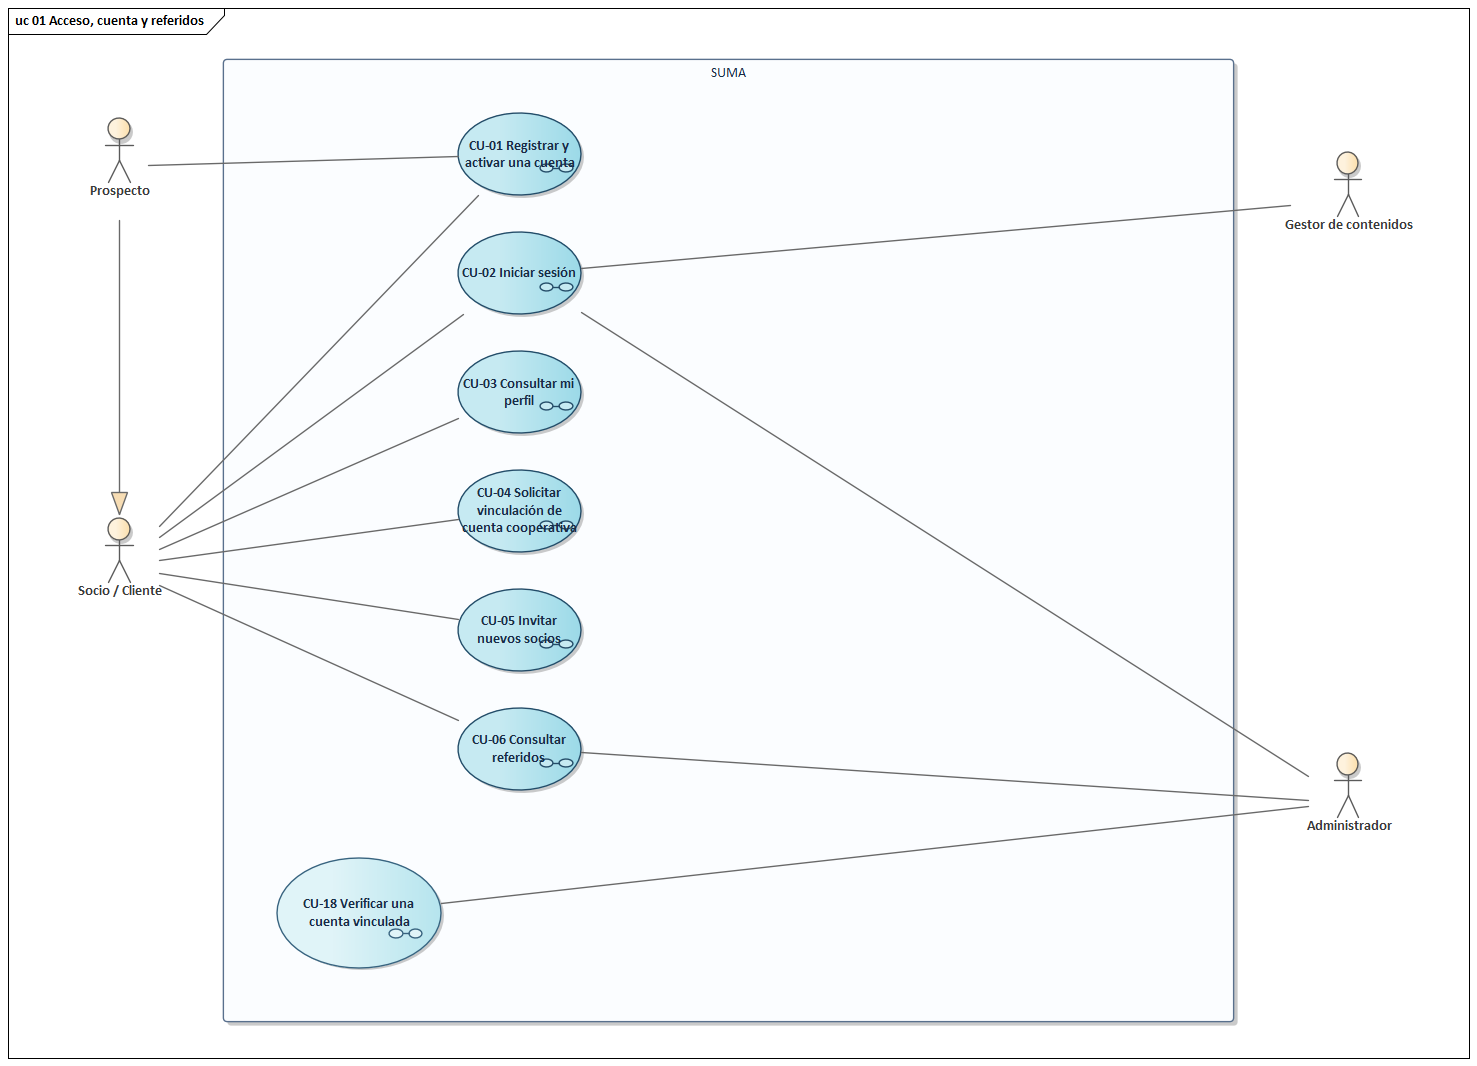 uc 01 Acceso, cuenta y referidos
SUMA
Prospecto
CU-01 Registrar y
activar una cuenta
Gestor de contenidos
CU-02 Iniciar sesión
CU-03 Consultar mi
perfil
CU-04 Solicitar
vinculación de
cuenta cooperativa
Socio / Cliente
CU-05 Invitar
nuevos socios
CU-06 Consultar
referidos
Administrador
CU-18 Verificar una
cuenta vinculada